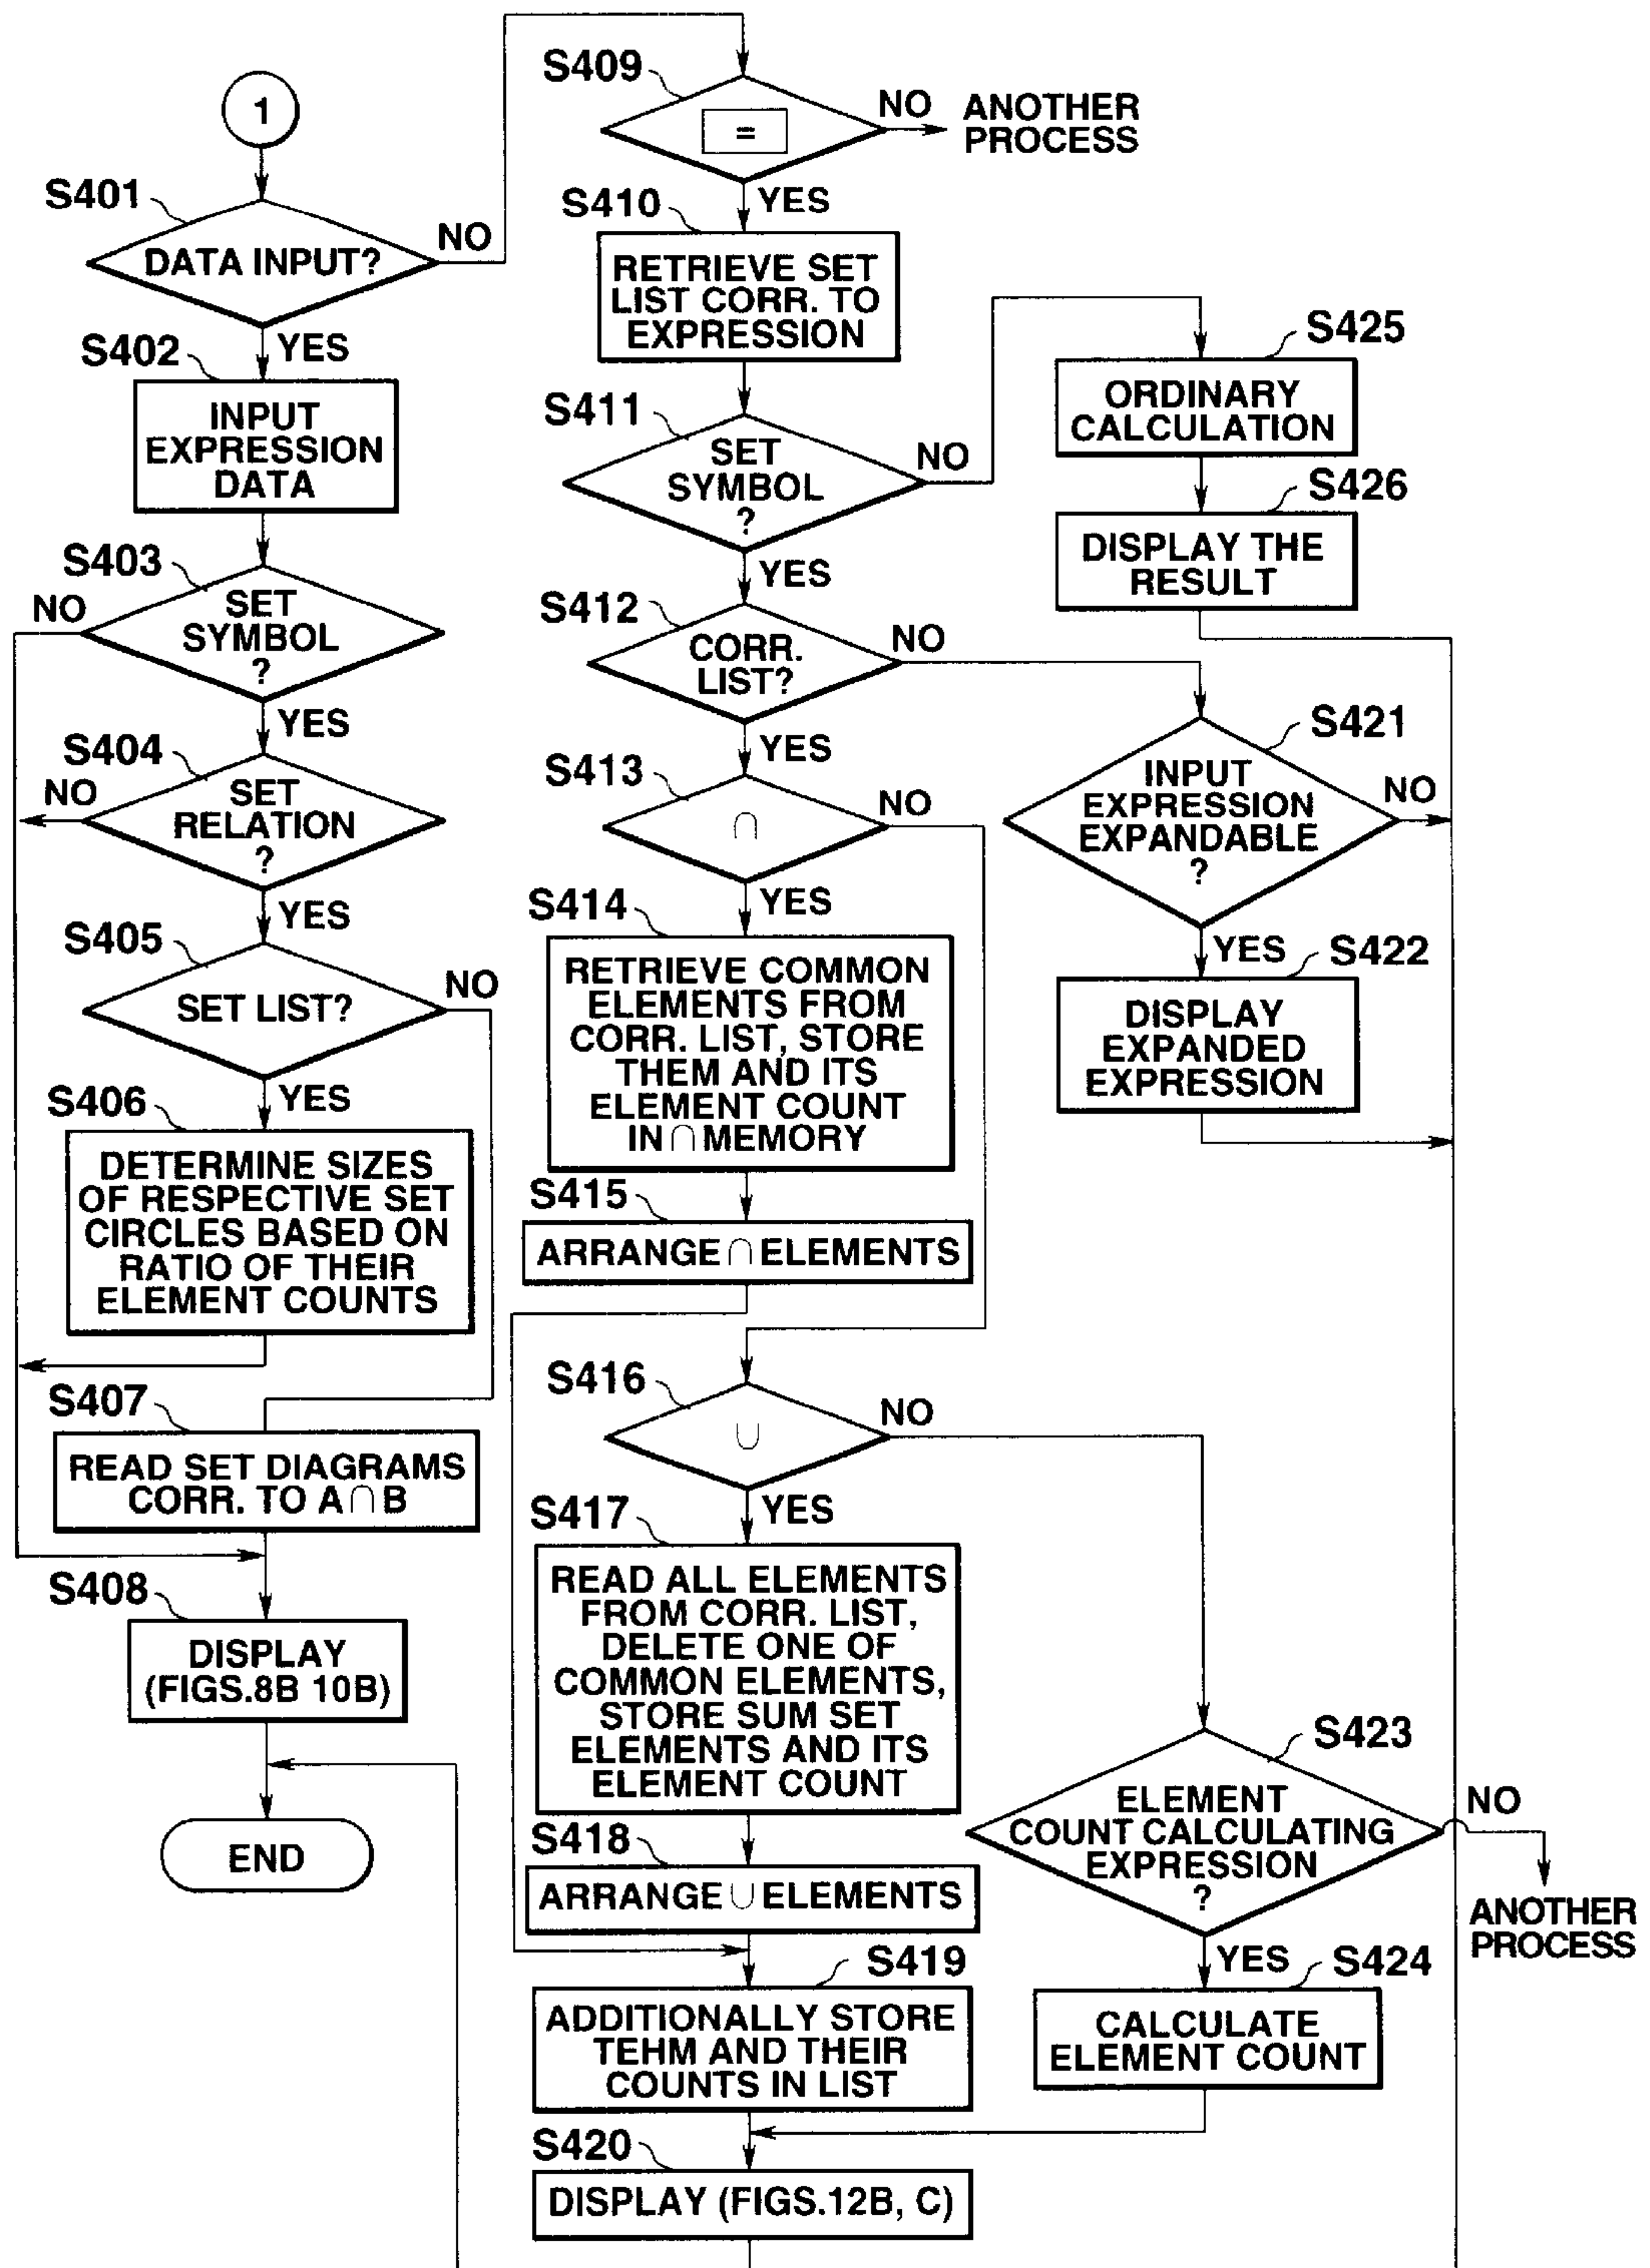 1
S401
DATA INPUT?
NO
YES
S402
INPUT
EXPRESSION
DATA
S403
NO
SET
SYMBOL
?
YES
S404
NO
SET
RELATION
?
YES
S405
SET LIST?
NO
YES
S406
DETERMINE SIZES
OF RESPECTIVE SET
CIRCLES BASED ON
RATIO OF THEIR
ELEMENT COUNTS
S407
READ SET DIAGRAMS
CORR. TO A∩B
S408
DISPLAY
(FIGS.8B 10B)
END
S409
=
NO
ANOTHER
PROCESS
YES
S410
RETRIEVE SET
LIST CORR. TO
EXPRESSION
S411
SET
SYMBOL
?
NO
YES
S412
CORR.
LIST?
NO
YES
S413
∩
NO
YES
S414
RETRIEVE COMMON
ELEMENTS FROM
CORR. LIST, STORE
THEM AND ITS
ELEMENT COUNT
IN∩MEMORY
S415
ARRANGE∩ELEMENTS
S416
∪
NO
YES
S417
READ ALL ELEMENTS
FROM CORR. LIST,
DELETE ONE OF
COMMON ELEMENTS,
STORE SUM SET
ELEMENTS AND ITS
ELEMENT COUNT
S418
ARRANGE∪ELEMENTS
S419
ADDITIONALLY STORE
TEHM AND THEIR
COUNTS IN LIST
S420
DISPLAY (FIGS.12B, C)
S425
ORDINARY
CALCULATION
S426
DISPLAY THE
RESULT
S421
INPUT
EXPRESSION
EXPANDABLE
?
NO
YES
S422
DISPLAY
EXPANDED
EXPRESSION
S423
ELEMENT
COUNT CALCULATING
EXPRESSION
?
NO
ANOTHER
PROCESS
YES
S424
CALCULATE
ELEMENT COUNT